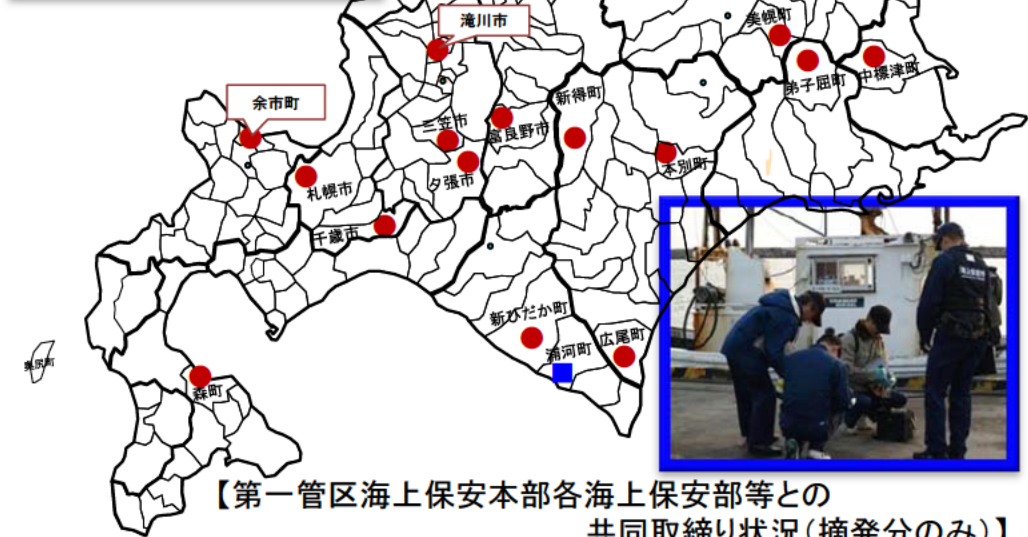 滝川市
美幌町
弟子屈町
中標津町
新得町
余市町
三笠市
富良野市
本別町
夕張市
札幌市
千歳市
新ひだか町
浦河町
広尾町
奥尻町
森町
【第一管区海上保安本部各海上保安部等との
共同取締り状況(摘発分のみ)】